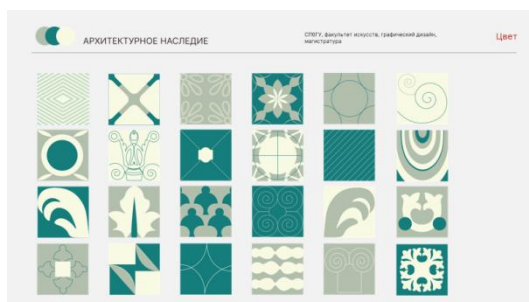 АРХИТЕКТУРНОЕ НАСЛЕДИЕ
СПбГУ, факультет искусств, графический дизайн,
магистратура
Цвет